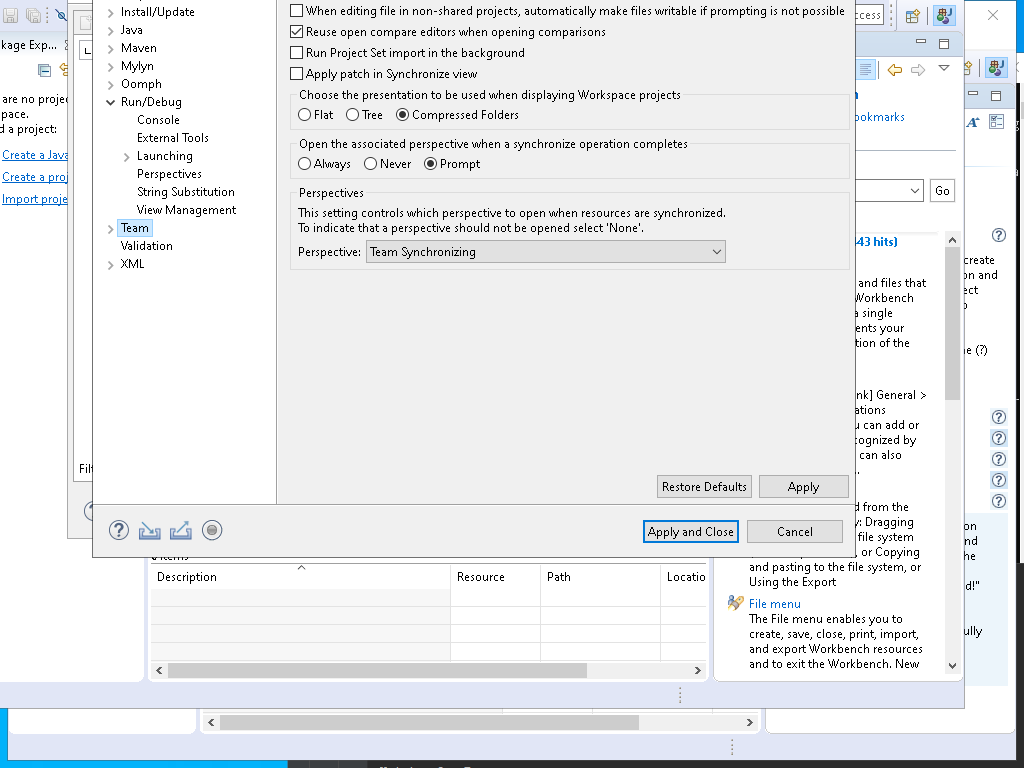 Install/Update
Java
Maven
Mylyn
Oomph
Run/Debug
Console
External Tools
Launching
Perspectives
String Substitution
View Management
Team
Validation
XML
When editing file in non-shared projects, automatically make files writable if prompting is not possible
Reuse open compare editors when opening comparisons
Run Project Set import in the background
Apply patch in Synchronize view
Choose the presentation to be used when displaying Workspace projects
Flat Tree Compressed Folders
Open the associated perspective when a synchronize operation completes
Always Never Prompt
Perspectives
This setting controls which perspective to open when resources are synchronized.
To indicate that a perspective should not be opened select 'None'.
Perspective: Team Synchronizing
Restore Defaults Apply
Apply and Close Cancel
kage Exp...
are no proje
pace.
d a project:
Create a Java
Create a proj
Import proje
Filt
Description Resource Path Locatio
cess
ookmarks
Go
43 hits)
and files that
Workbench
a single
ents your
tion of the
nk] General >
ations
u can add or
cognized by
can also
d from the
y: Dragging
file system
, or Copying
and pasting to the file system, or
Using the Export
File menu
The File menu enables you to
create, save, close, print, import,
and export Workbench resources
and to exit the Workbench. New
create
on and
ect
ne (?)
on
nd
he
d!"
ully